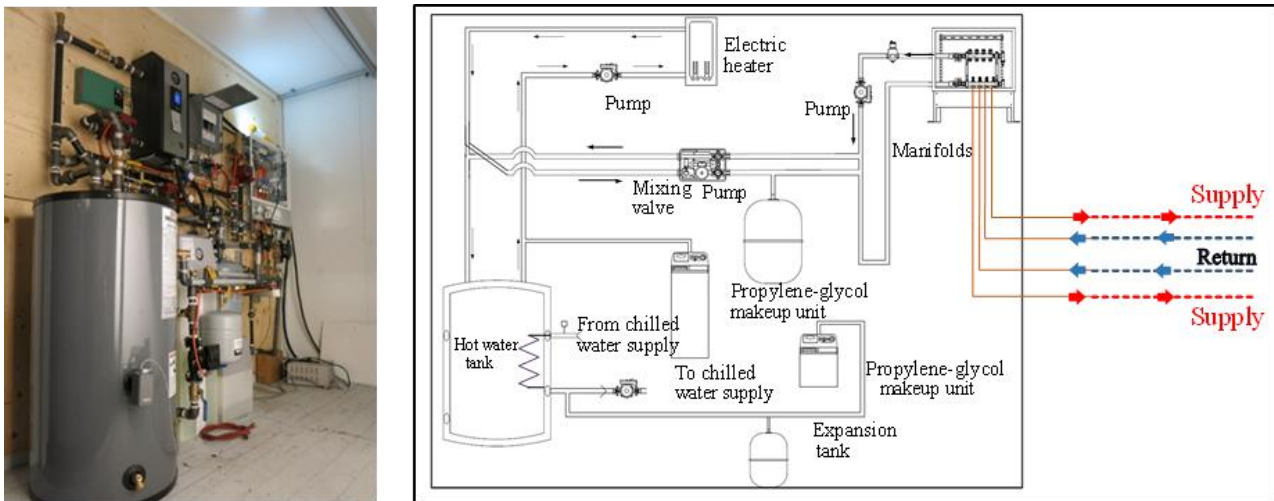 Electric
heater
Pump
Pump
Manifolds
Mixing
valve
Pump
Supply
Return
Supply
Propylene-glycol
makeup unit
From chilled
water supply
Hot water
tank
To chilled
water supply
Propylene-glycol
makeup unit
Expansion
tank